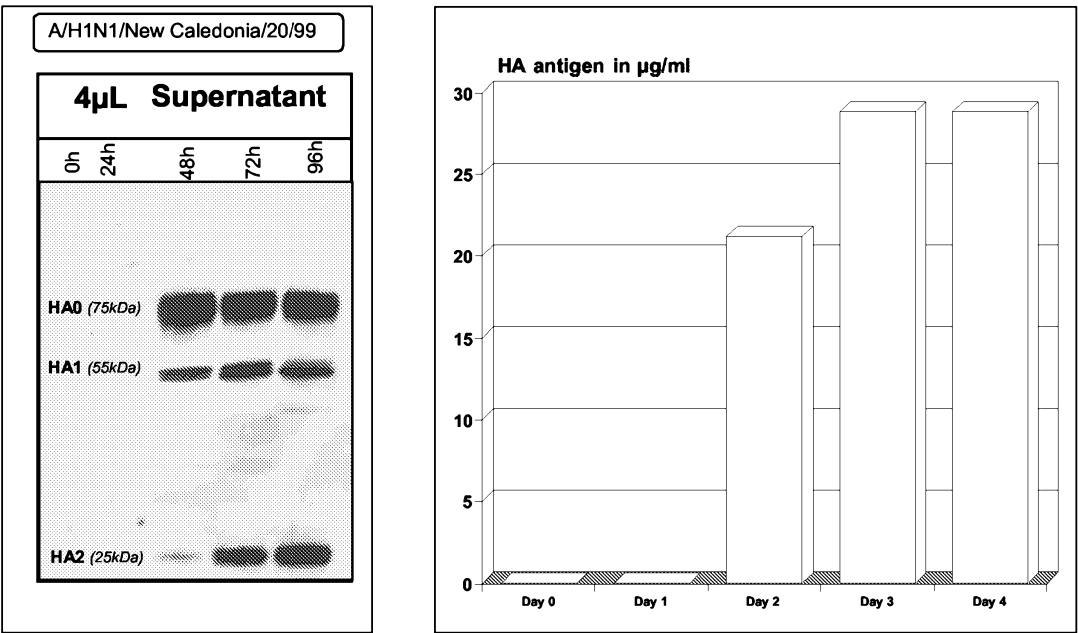 A/H1N1/New Caledonia/20/99
4µL Supernatant
0h 24h 48h 72h 96h
HA0 (75kDa)
HA1 (55kDa)
HA2 (25kDa)
HA antigen in µg/ml
30
25
20
15
10
5
0
Day 0 Day 1 Day 2 Day 3 Day 4